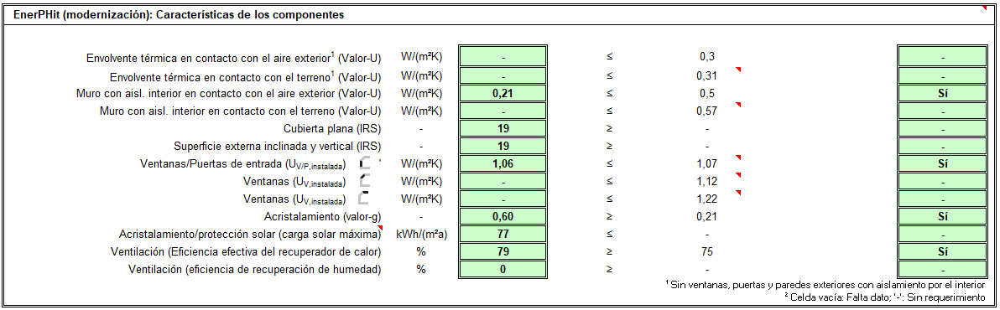 EnerPHit (modernización): Características de los componentes
Envolvente térmica en contacto con el aire exterior¹ (Valor-U) W/(m²K) - ≤ 0,3 -
Envolvente térmica en contacto con el terreno¹ (Valor-U) W/(m²K) - ≤ 0,31 -
Muro con aisl. interior en contacto con el aire exterior (Valor-U) W/(m²K) 0,21 ≤ 0,5 Sí
Muro con aisl. interior en contacto con el terreno (Valor-U) W/(m²K) - ≤ 0,57 -
Cubierta plana (IRS) - 19 ≥ - -
Superficie externa inclinada y vertical (IRS) - 19 ≥ - -
Ventanas/Puertas de entrada (UV/P,instalada) W/(m²K) 1,06 ≤ 1,07 Sí
Ventanas (UV,instalada) W/(m²K) - ≤ 1,12 -
Ventanas (UV,instalada) W/(m²K) - ≤ 1,22 -
Acristalamiento (valor-g) - 0,60 ≥ 0,21 Sí
Acristalamiento/protección solar (carga solar máxima) kWh/(m²a) 77 ≤ - -
Ventilación (Eficiencia efectiva del recuperador de calor) % 79 ≥ 75 Sí
Ventilación (eficiencia de recuperación de humedad) % 0 ≥ - -
¹ Sin ventanas, puertas y paredes exteriores con aislamiento por el interior
² Celda vacía: Falta dato; '-': Sin requerimiento